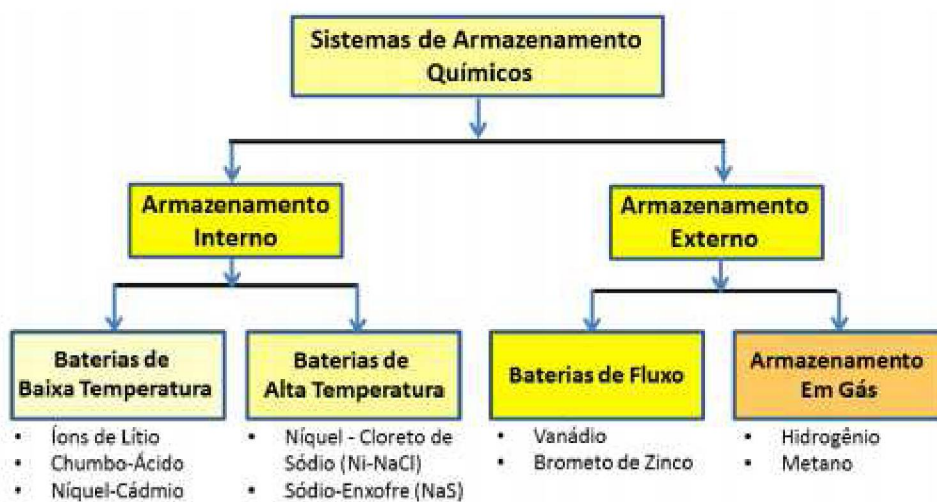 Sistemas de Armazenamento
Químicos
Armazenamento
Interno
Armazenamento
Externo
Baterias de
Baixa Temperatura
Baterias de
Alta Temperatura
Baterias de Fluxo
Armazenamento
Em Gás
• Íons de Lítio
• Chumbo-Ácido
• Níquel-Cádmio
• Níquel - Cloreto de
Sódio (Ni-NaCl)
• Sódio-Enxofre (NaS)
• Vanádio
• Brometo de Zinco
• Hidrogênio
• Metano